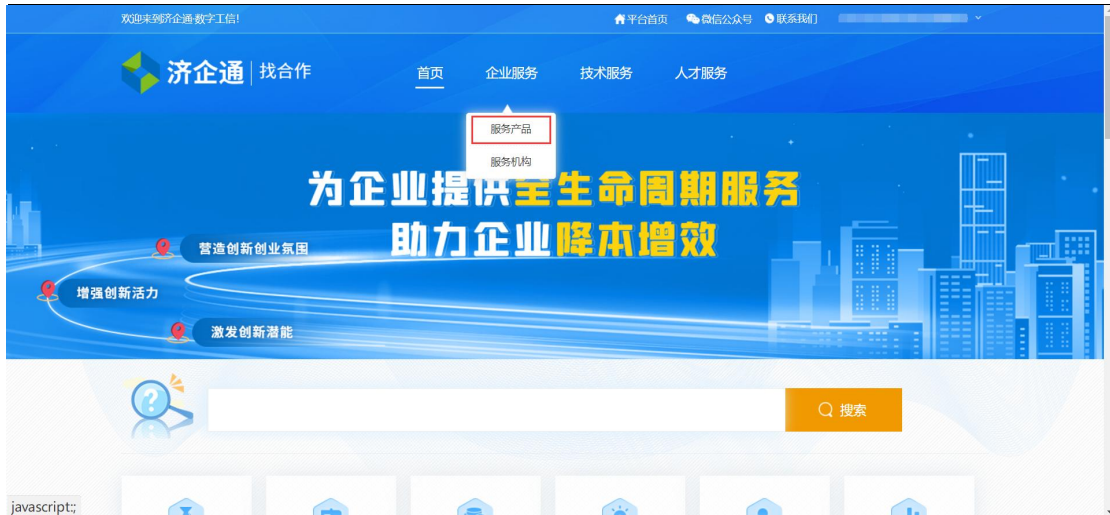 欢迎来到济企通·数字工信!
平台首页 微信公众号 联系我们
济企通 找合作
首页 企业服务 技术服务 人才服务
服务产品
服务机构
为企业提供全生命周期服务
助力企业降本增效
营造创新创业氛围
增强创新活力
激发创新潜能
搜索
javascript:;